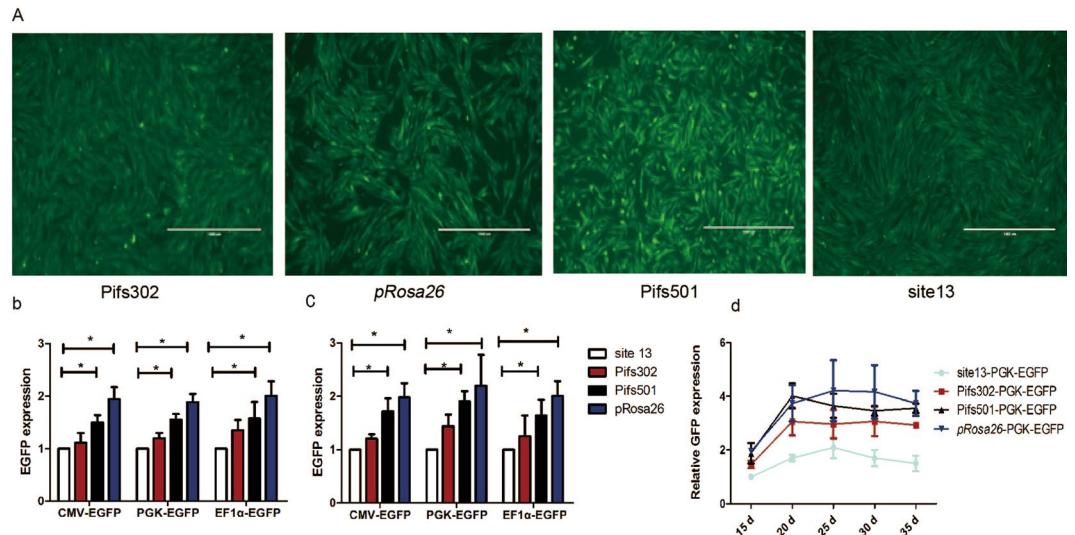 A
Pifs302 pRosa26 Pifs501 site13
b
EGFP expression
3
2
1
0
* * *
* * *
CMV-EGFP PGK-EGFP EF1α-EGFP
C
EGFP expression
3
2
1
0
* * *
* * *
CMV-EGFP PGK-EGFP EF1α-EGFP
site 13
Pifs302
Pifs501
pRosa26
d
Relative GFP expression
6
4
2
0
15 d 20 d 25 d 30 d 35 d
site13-PGK-EGFP
Pifs302-PGK-EGFP
Pifs501-PGK-EGFP
pRosa26-PGK-EGFP